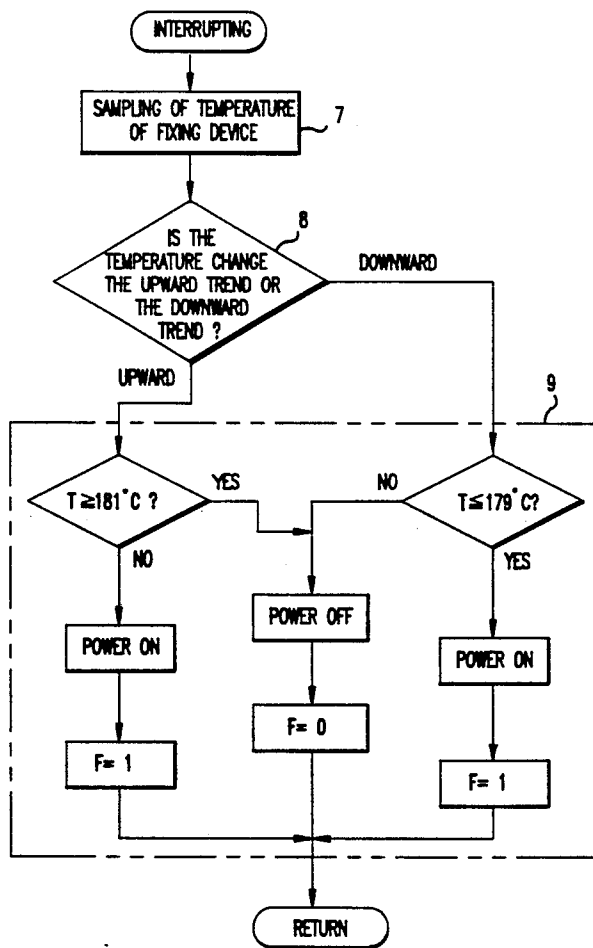 INTERRUPTING
SAMPLING OF TEMPERATURE
OF FIXING DEVICE
7
8
IS THE
TEMPERATURE CHANGE
THE UPWARD TREND OR
THE DOWNWARD
TREND ?
DOWNWARD
UPWARD
9
T≥181°C ?
YES
NO
T≤179°C?
NO
YES
POWER ON
POWER OFF
POWER ON
F= 1
F= 0
F= 1
RETURN